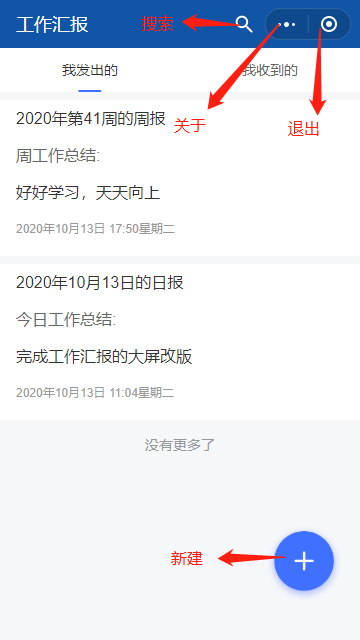 工作汇报 搜索
我发出的 我收到的
关于 退出
2020年第41周的周报
周工作总结:
好好学习，天天向上
2020年10月13日 17:50星期二
2020年10月13日的日报
今日工作总结:
完成工作汇报的大屏改版
2020年10月13日 11:04星期二
没有更多了
新建